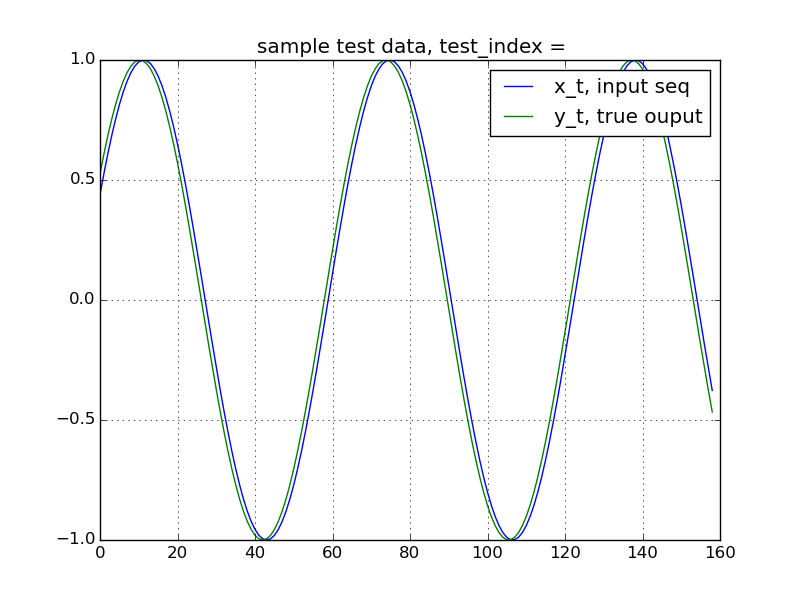 sample test data, test_index =
x_t, input seq
y_t, true ouput
1.0
0.5
0.0
−0.5
−1.0
0 20 40 60 80 100 120 140 160